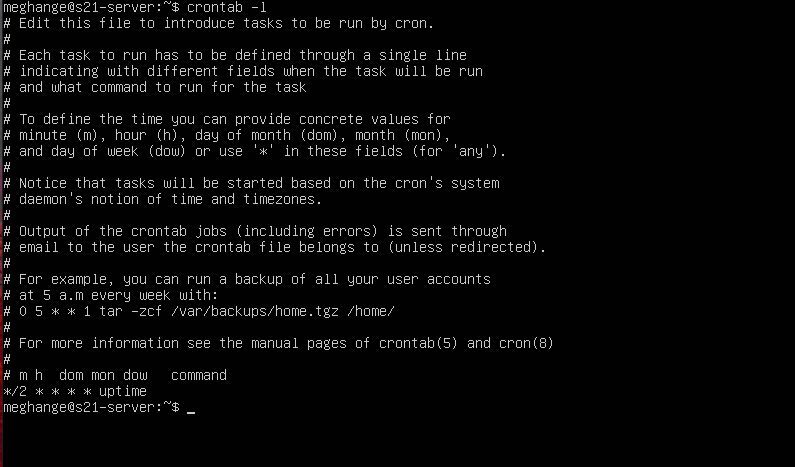 meghange@s21-server:~$ crontab -l
# Edit this file to introduce tasks to be run by cron.
#
# Each task to run has to be defined through a single line
# indicating with different fields when the task will be run
# and what command to run for the task
#
# To define the time you can provide concrete values for
# minute (m), hour (h), day of month (dom), month (mon),
# and day of week (dow) or use '*' in these fields (for 'any').
#
# Notice that tasks will be started based on the cron's system
# daemon's notion of time and timezones.
#
# Output of the crontab jobs (including errors) is sent through
# email to the user the crontab file belongs to (unless redirected).
#
# For example, you can run a backup of all your user accounts
# at 5 a.m every week with:
# 0 5 * * 1 tar -zcf /var/backups/home.tgz /home/
#
# For more information see the manual pages of crontab(5) and cron(8)
#
# m h  dom mon dow   command
*/2 * * * * uptime
meghange@s21-server:~$ _